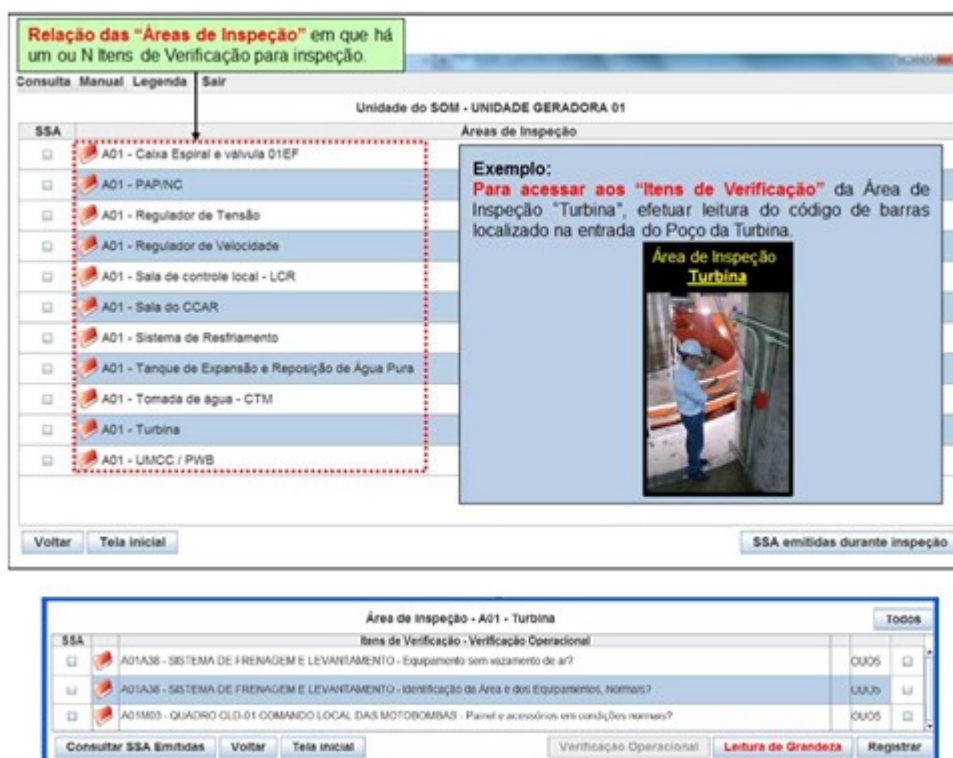 Relação das "Áreas de Inspeção" em que há
um ou N Itens de Verificação para inspeção.
Consulta Manual Legenda Sair
Unidade do SOM - UNIDADE GERADORA 01
SSA Áreas de Inspeção
A01 - Caixa Espiral e válvula 01EF
A01 - PAP/NC
A01 - Regulador de Tensão
A01 - Regulador de Velocidade
A01 - Sala de controle local - LCR
A01 - Sala do CCAR
A01 - Sistema de Resfriamento
A01 - Tanque de Expansão e Reposição de Água Pura
A01 - Tomada de água - CTM
A01 - Turbina
A01 - UMCC / PWB
Exemplo:
Para acessar aos "Itens de Verificação" da Área de
Inspeção "Turbina", efetuar leitura do código de barras
localizado na entrada do Poço da Turbina.
Área de Inspeção
Turbina
Voltar Tela inicial SSA emitidas durante inspeção
Área de Inspeção - A01 - Turbina Todos
SSA Itens de Verificação - Verificação Operacional
A01A38 - SISTEMA DE FRENAGEM E LEVANTAMENTO - Equipamento sem vazamento de ar? OUO5
A01A38 - SISTEMA DE FRENAGEM E LEVANTAMENTO - Identificação da Área e dos Equipamentos, Normais? OUO5
A01M03 - QUADRO CLD-01 COMANDO LOCAL DAS MOTOBOMBAS - Painel e acessórios em condições normais? OUO5
Consultar SSA Emitidas Voltar Tela inicial Verificação Operacional Leitura de Grandeza Registrar